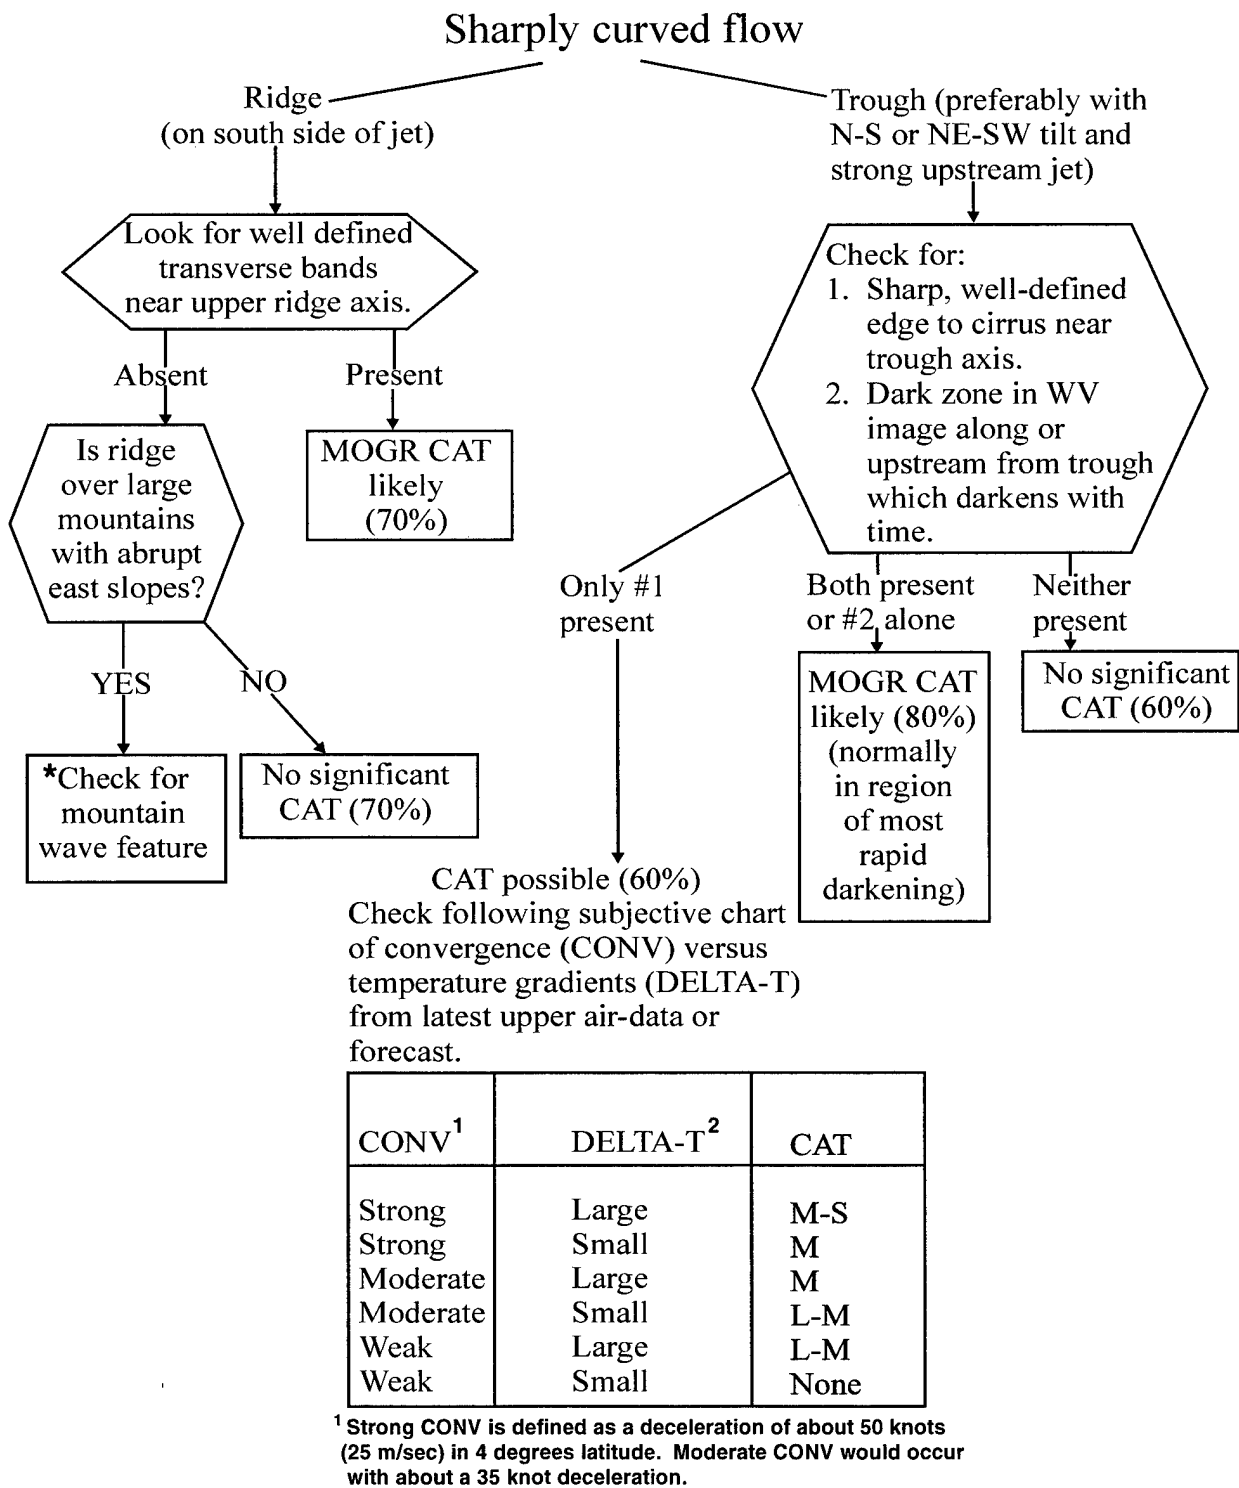 Sharply curved flow
Ridge
(on south side of jet)
Trough (preferably with
N-S or NE-SW tilt and
strong upstream jet)
Look for well defined
transverse bands
near upper ridge axis.
Absent
Present
Is ridge
over large
mountains
with abrupt
east slopes?
MOGR CAT
likely
(70%)
YES
NO
*Check for
mountain
wave feature
No significant
CAT (70%)
Check for:
1. Sharp, well-defined
edge to cirrus near
trough axis.
2. Dark zone in WV
image along or
upstream from trough
which darkens with
time.
Only #1
present
Both present
or #2 alone
Neither
present
MOGR CAT
likely (80%)
(normally
in region
of most
rapid
darkening)
No significant
CAT (60%)
CAT possible (60%)
Check following subjective chart
of convergence (CONV) versus
temperature gradients (DELTA-T)
from latest upper air-data or
forecast.
CONV¹ DELTA-T² CAT
Strong Large M-S
Strong Small M
Moderate Large M
Moderate Small L-M
Weak Large L-M
Weak Small None
¹ Strong CONV is defined as a deceleration of about 50 knots
(25 m/sec) in 4 degrees latitude. Moderate CONV would occur
with about a 35 knot deceleration.